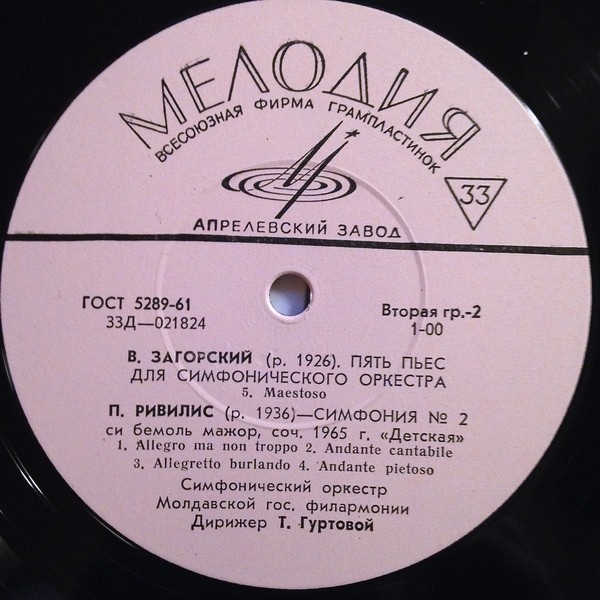 МЕЛОДИЯ
ВСЕСОЮЗНАЯ ФИРМА ГРАМПЛАСТИНОК
33
АПРЕЛЕВСКИЙ ЗАВОД
ГОСТ 5289-61
33Д—021824
Вторая гр.-2
1-00
В. ЗАГОРСКИЙ (р. 1926). ПЯТЬ ПЬЕС
ДЛЯ СИМФОНИЧЕСКОГО ОРКЕСТРА
5. Maestoso
П. РИВИЛИС (р. 1936)—СИМФОНИЯ № 2
си бемоль мажор, соч. 1965 г. «Детская»
1. Allegro ma non troppo 2. Andante cantabile
3. Allegretto burlando 4. Andante pietoso
Симфонический оркестр
Молдавской гос. филармонии
Дирижер Т. Гуртовой